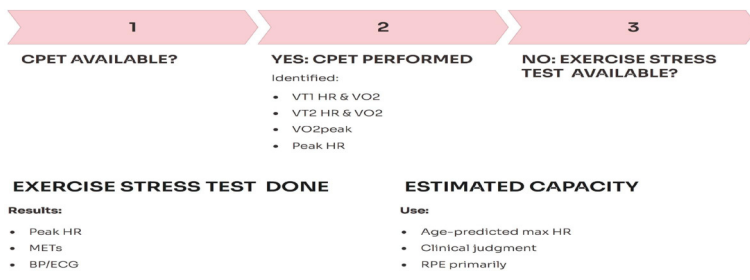 1
2
3
CPET AVAILABLE?
YES: CPET PERFORMED
Identified:
• VT1 HR & VO2
• VT2 HR & VO2
• VO2peak
• Peak HR
NO: EXERCISE STRESS
TEST AVAILABLE?
EXERCISE STRESS TEST DONE
Results:
• Peak HR
• METs
• BP/ECG
ESTIMATED CAPACITY
Use:
• Age-predicted max HR
• Clinical judgment
• RPE primarily